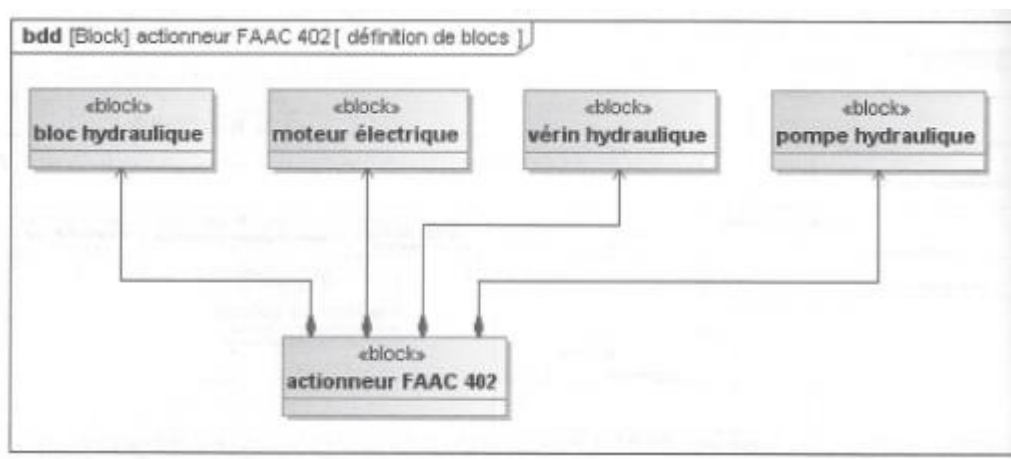 bdd [Block] actionneur FAAC 402[ définition de blocs ]
«block»
bloc hydraulique
«block»
moteur électrique
«block»
vérin hydraulique
«block»
pompe hydraulique
«block»
actionneur FAAC 402